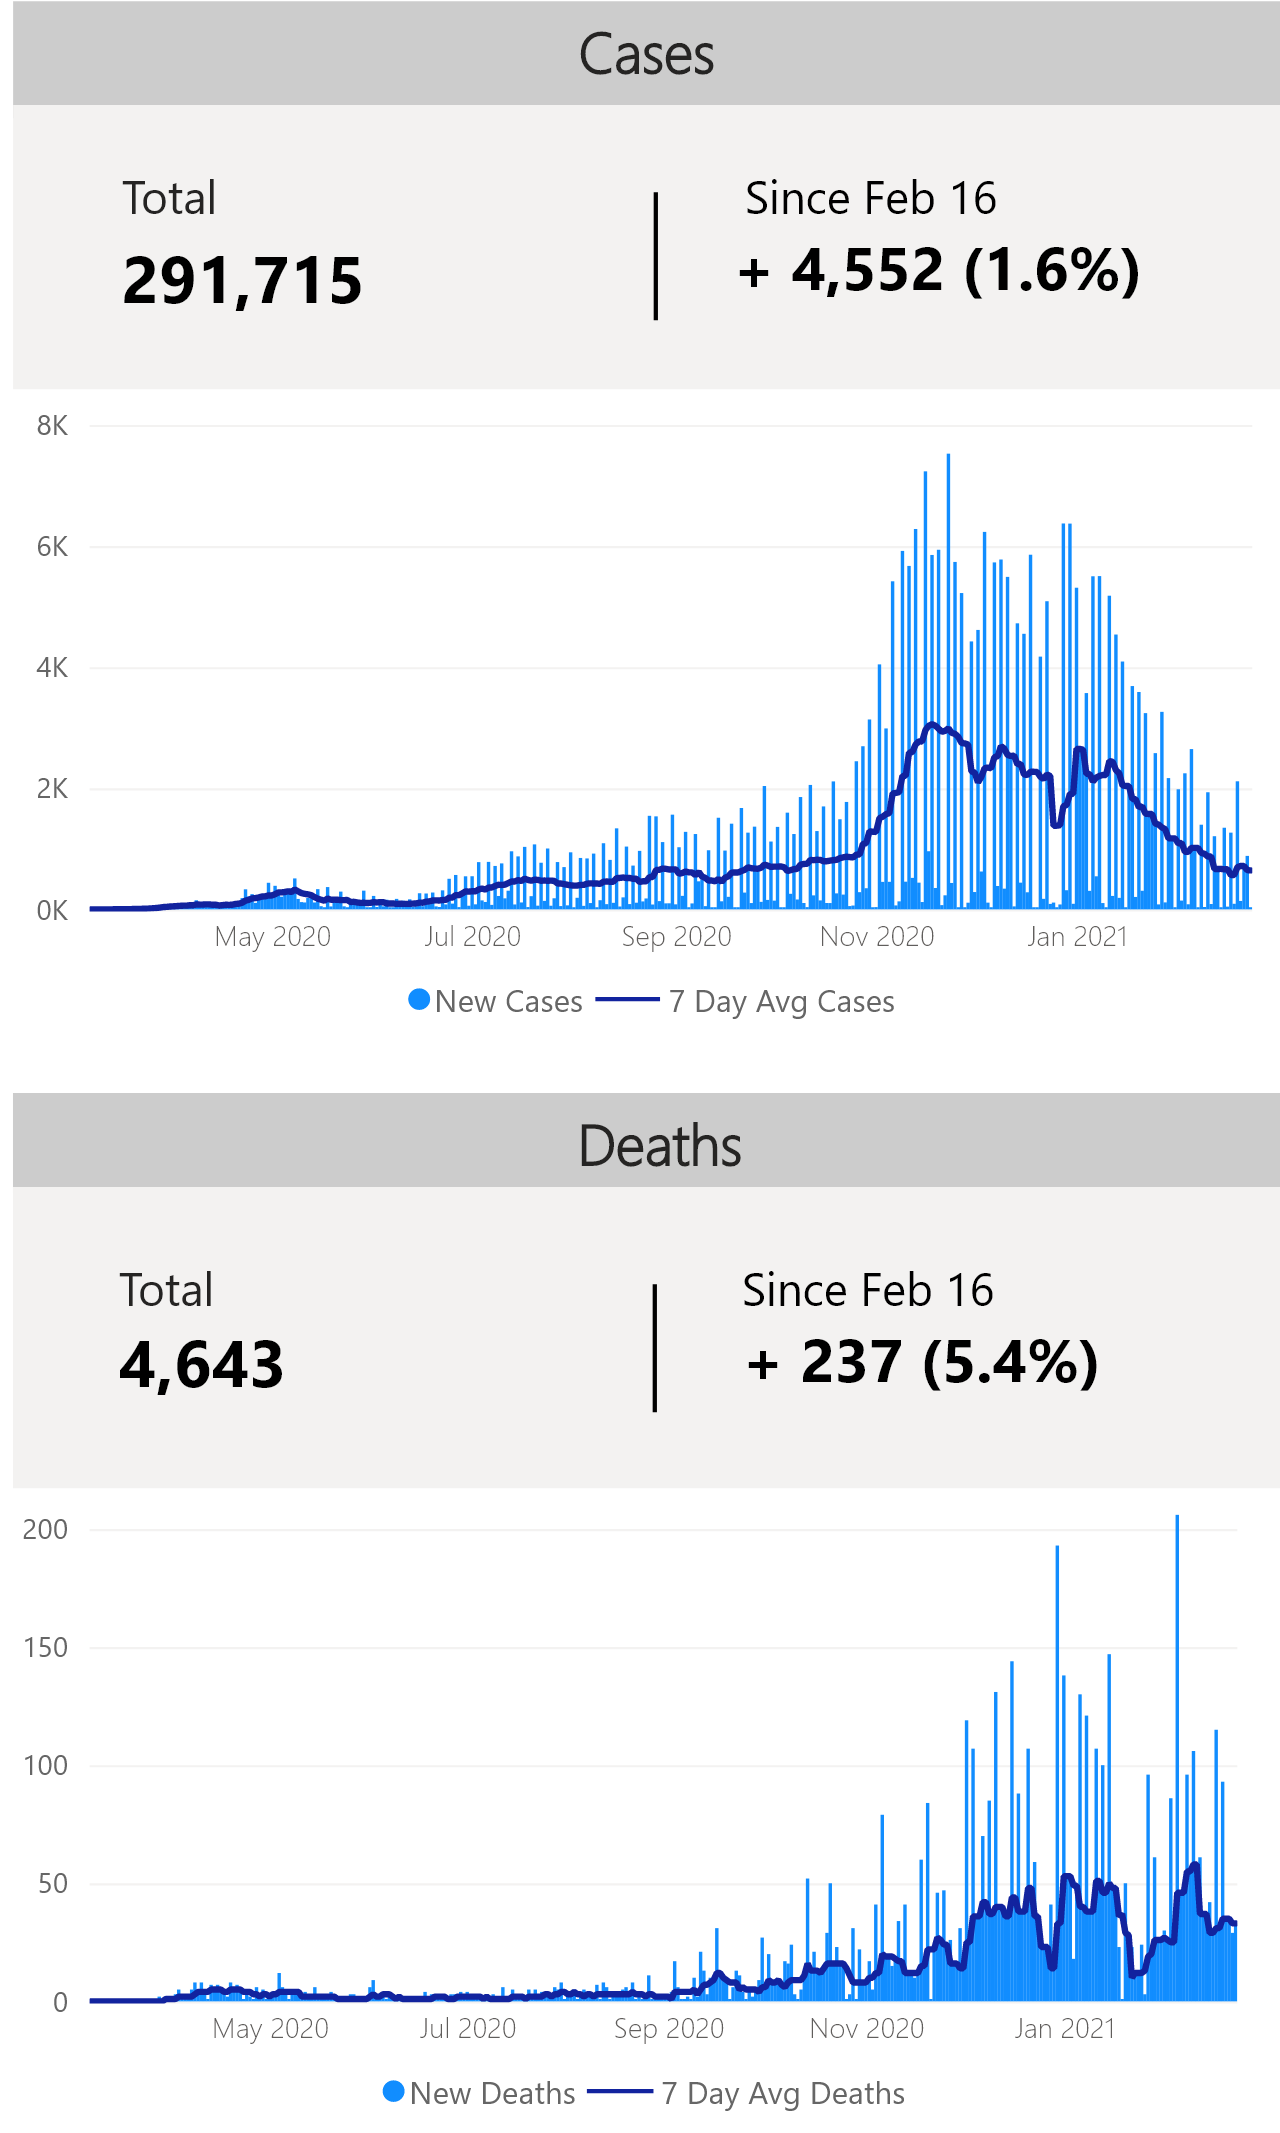 Cases
Total
Since Feb 16
291,715
+ 4,552 (1.6%)
8K
6K
4K
2K
0K
May 2020
Jul 2020
Sep 2020
Nov 2020
Jan 2021
New Cases
7 Day Avg Cases
Deaths
Total
Since Feb 16
4,643
+ 237 (5.4%)
200
150
100
50
0
May 2020
Jul 2020
Sep 2020
Nov 2020
Jan 2021
New Deaths
7 Day Avg Deaths